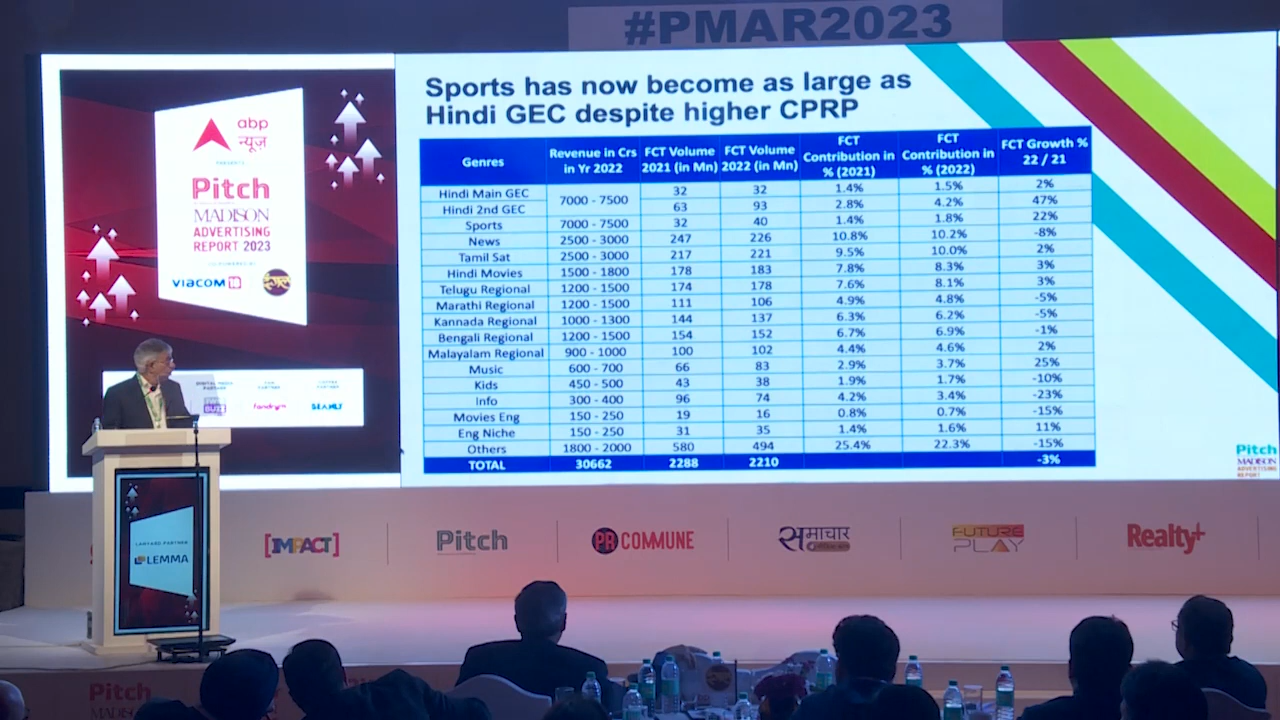 #PMAR2023
abp
न्यूज़
PRESENTS
Pitch
MADISON
ADVERTISING
REPORT 2023
VIACOM 18
Sports has now become as large as
Hindi GEC despite higher CPRP
Genres | Revenue in Crs in Yr 2022 | FCT Volume 2021 (in Mn) | FCT Volume 2022 (in Mn) | FCT Contribution in % (2021) | FCT Contribution in % (2022) | FCT Growth % 22 / 21
Hindi Main GEC | 7000 - 7500 | 32 | 32 | 1.4% | 1.5% | 2%
Hindi 2nd GEC | 63 | 93 | 2.8% | 4.2% | 47%
Sports | 7000 - 7500 | 32 | 40 | 1.4% | 1.8% | 22%
News | 2500 - 3000 | 247 | 226 | 10.8% | 10.2% | -8%
Tamil Sat | 2500 - 3000 | 217 | 221 | 9.5% | 10.0% | 2%
Hindi Movies | 1500 - 1800 | 178 | 183 | 7.8% | 8.3% | 3%
Telugu Regional | 1200 - 1500 | 174 | 178 | 7.6% | 8.1% | 3%
Marathi Regional | 1200 - 1500 | 111 | 106 | 4.9% | 4.8% | -5%
Kannada Regional | 1000 - 1300 | 144 | 137 | 6.3% | 6.2% | -5%
Bengali Regional | 1200 - 1500 | 154 | 152 | 6.7% | 6.9% | -1%
Malayalam Regional | 900 - 1000 | 100 | 102 | 4.4% | 4.6% | 2%
Music | 600 - 700 | 66 | 83 | 2.9% | 3.7% | 25%
Kids | 450 - 500 | 43 | 38 | 1.9% | 1.7% | -10%
Info | 300 - 400 | 96 | 74 | 4.2% | 3.4% | -23%
Movies Eng | 150 - 250 | 19 | 16 | 0.8% | 0.7% | -15%
Eng Niche | 150 - 250 | 31 | 35 | 1.4% | 1.6% | 11%
Others | 1800 - 2000 | 580 | 494 | 25.4% | 22.3% | -15%
TOTAL | 30662 | 2288 | 2210 | -3%
Pitch
MADISON
ADVERTISING
REPORT
LANYARD PARTNER
LEMMA
[IMPACT]
Pitch
PR COMMUNE
समाचार
FUTURE
PLAY
Realty+
Pitch